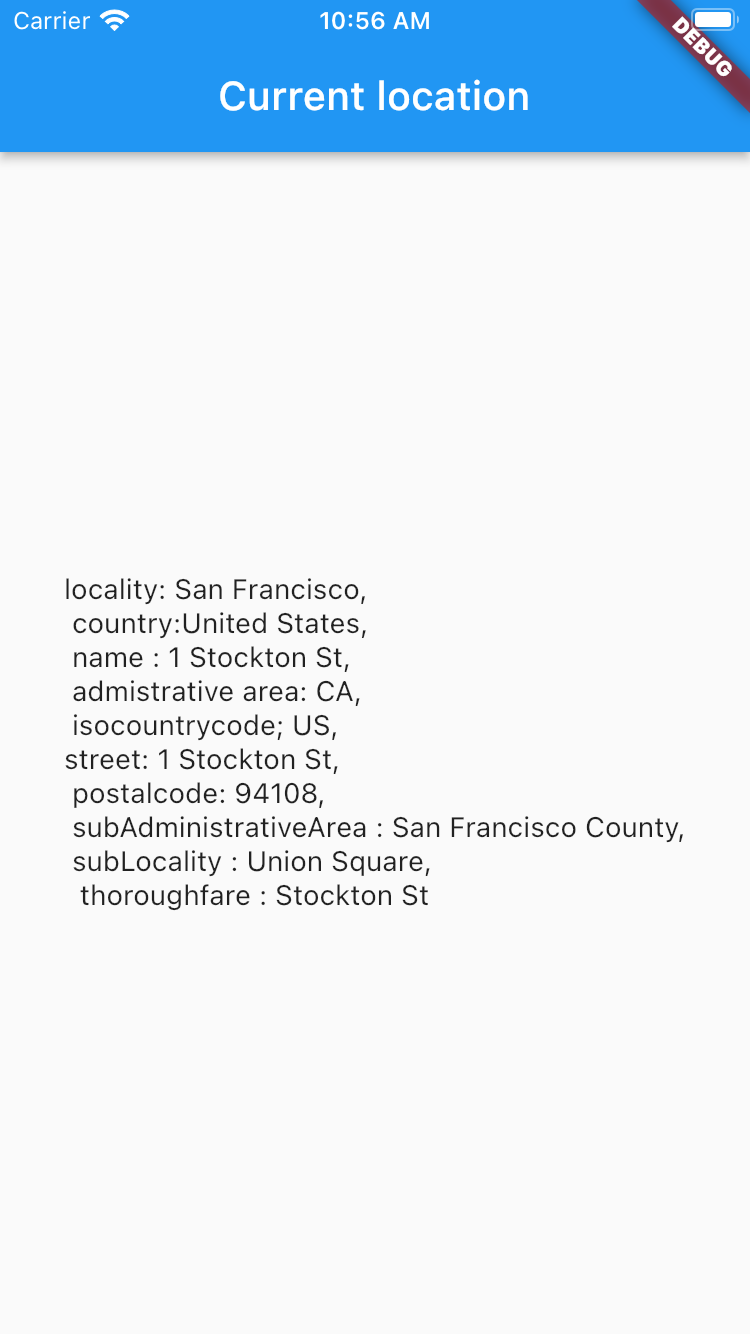 Carrier 10:56 AM
DEBUG
Current location
locality: San Francisco,
country:United States,
name : 1 Stockton St,
admistrative area: CA,
isocountrycode; US,
street: 1 Stockton St,
postalcode: 94108,
subAdministrativeArea : San Francisco County,
subLocality : Union Square,
thoroughfare : Stockton St